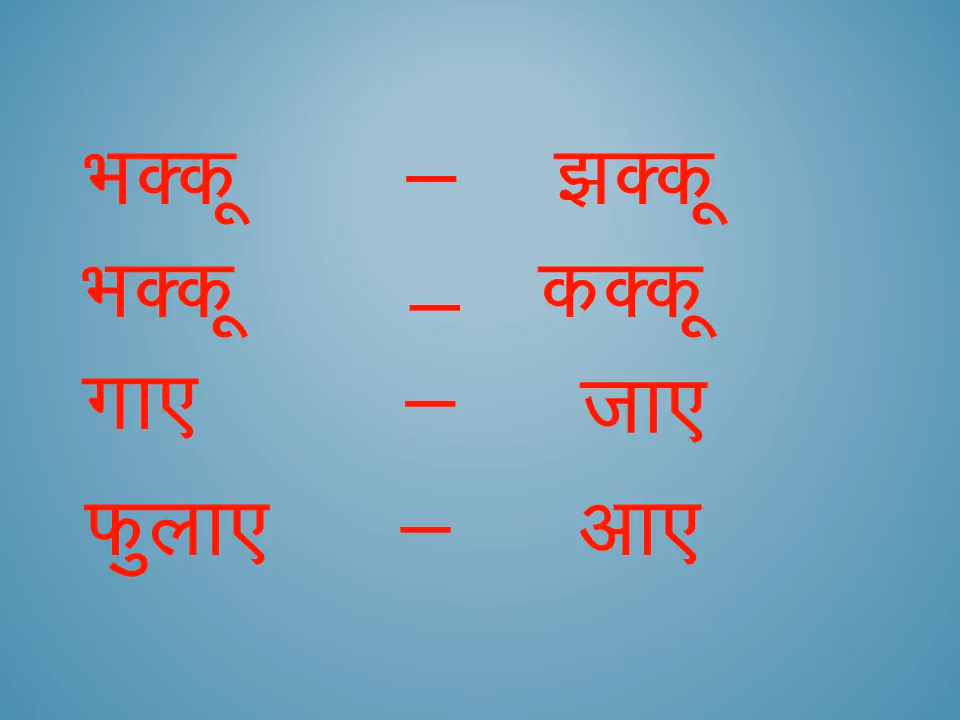 भक्कू – झक्कू
भक्कू – कक्कू
गाए – जाए
फुलाए – आए